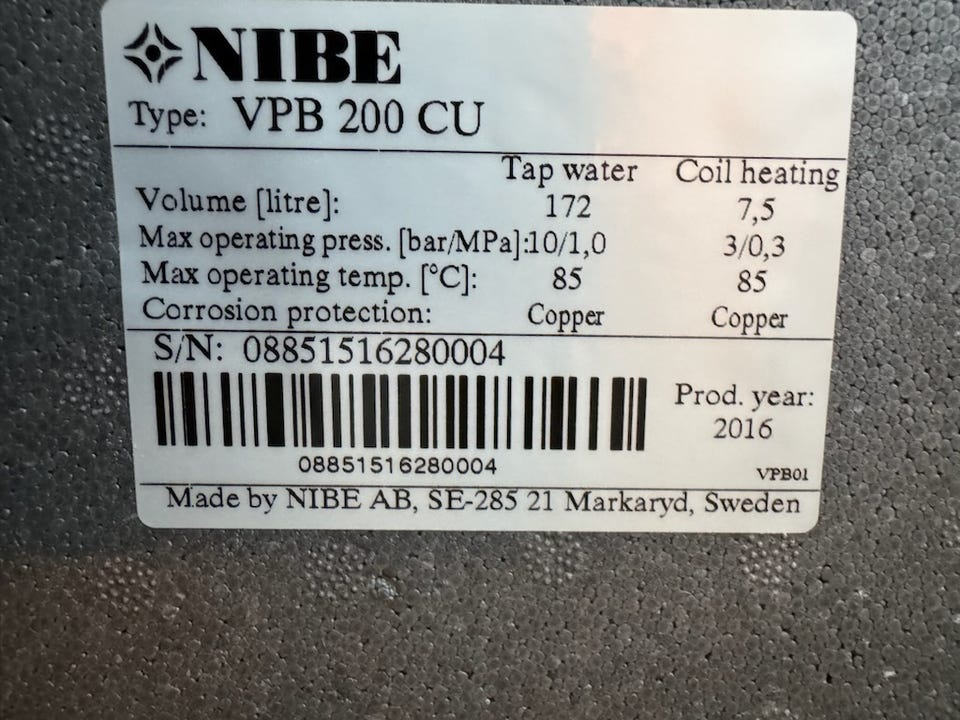 NIBE
Type: VPB 200 CU
Tap water Coil heating
Volume [litre]: 172 7,5
Max operating press. [bar/MPa]:10/1,0 3/0,3
Max operating temp. [°C]: 85 85
Corrosion protection: Copper Copper
S/N: 08851516280004
Prod. year:
2016
08851516280004
VPB01
Made by NIBE AB, SE-285 21 Markaryd, Sweden